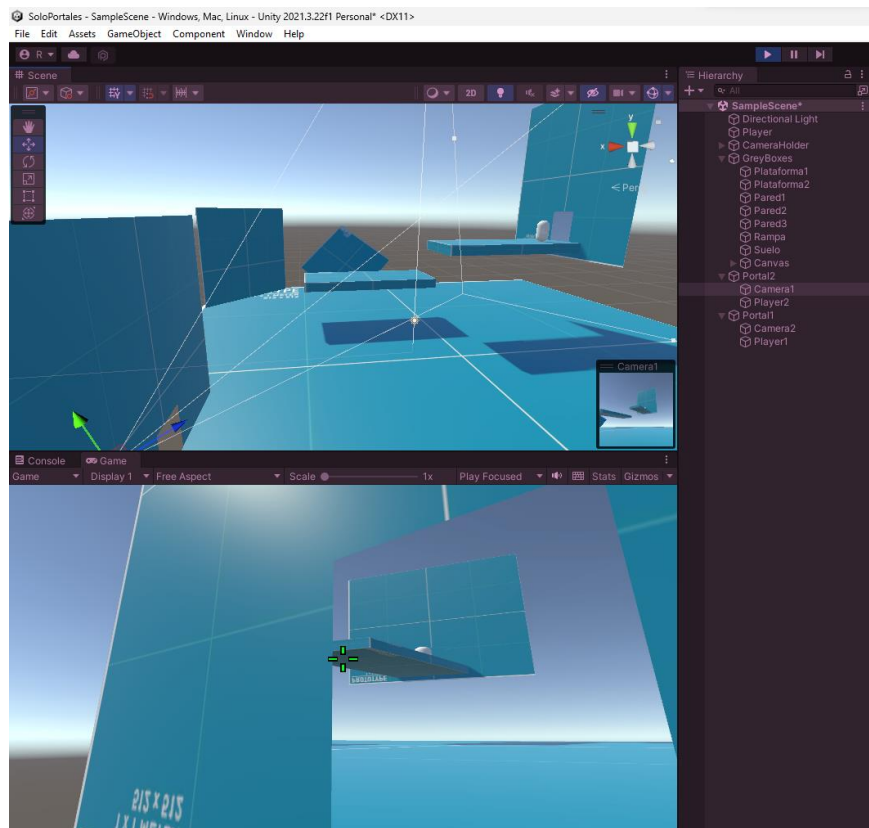 SoloPortales - SampleScene - Windows, Mac, Linux - Unity 2021.3.22f1 Personal* <DX11>
File Edit Assets GameObject Component Window Help
R
Scene
2D
y
x
Per
Camera1
Console Game
Game Display 1 Free Aspect Scale 1x Play Focused Stats Gizmos
512 x 512
Hierarchy
All
SampleScene*
Directional Light
Player
CameraHolder
GreyBoxes
Plataforma1
Plataforma2
Pared1
Pared2
Pared3
Rampa
Suelo
Canvas
Portal2
Camera1
Player2
Portal1
Camera2
Player1